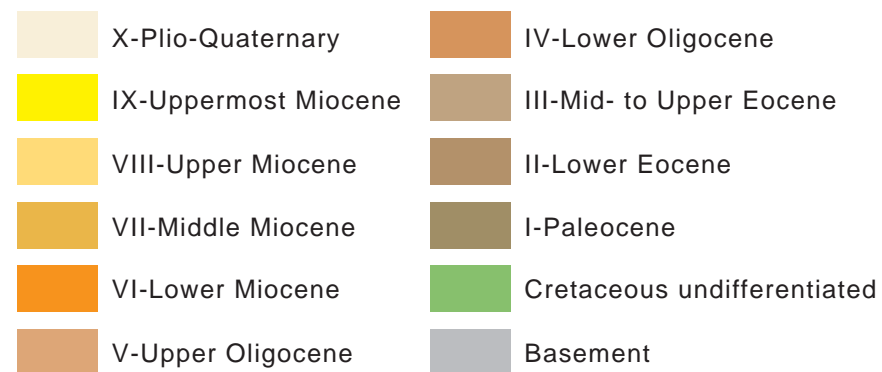 X-Plio-Quaternary
IX-Uppermost Miocene
VIII-Upper Miocene
VII-Middle Miocene
VI-Lower Miocene
V-Upper Oligocene
IV-Lower Oligocene
III-Mid- to Upper Eocene
II-Lower Eocene
I-Paleocene
Cretaceous undifferentiated
Basement